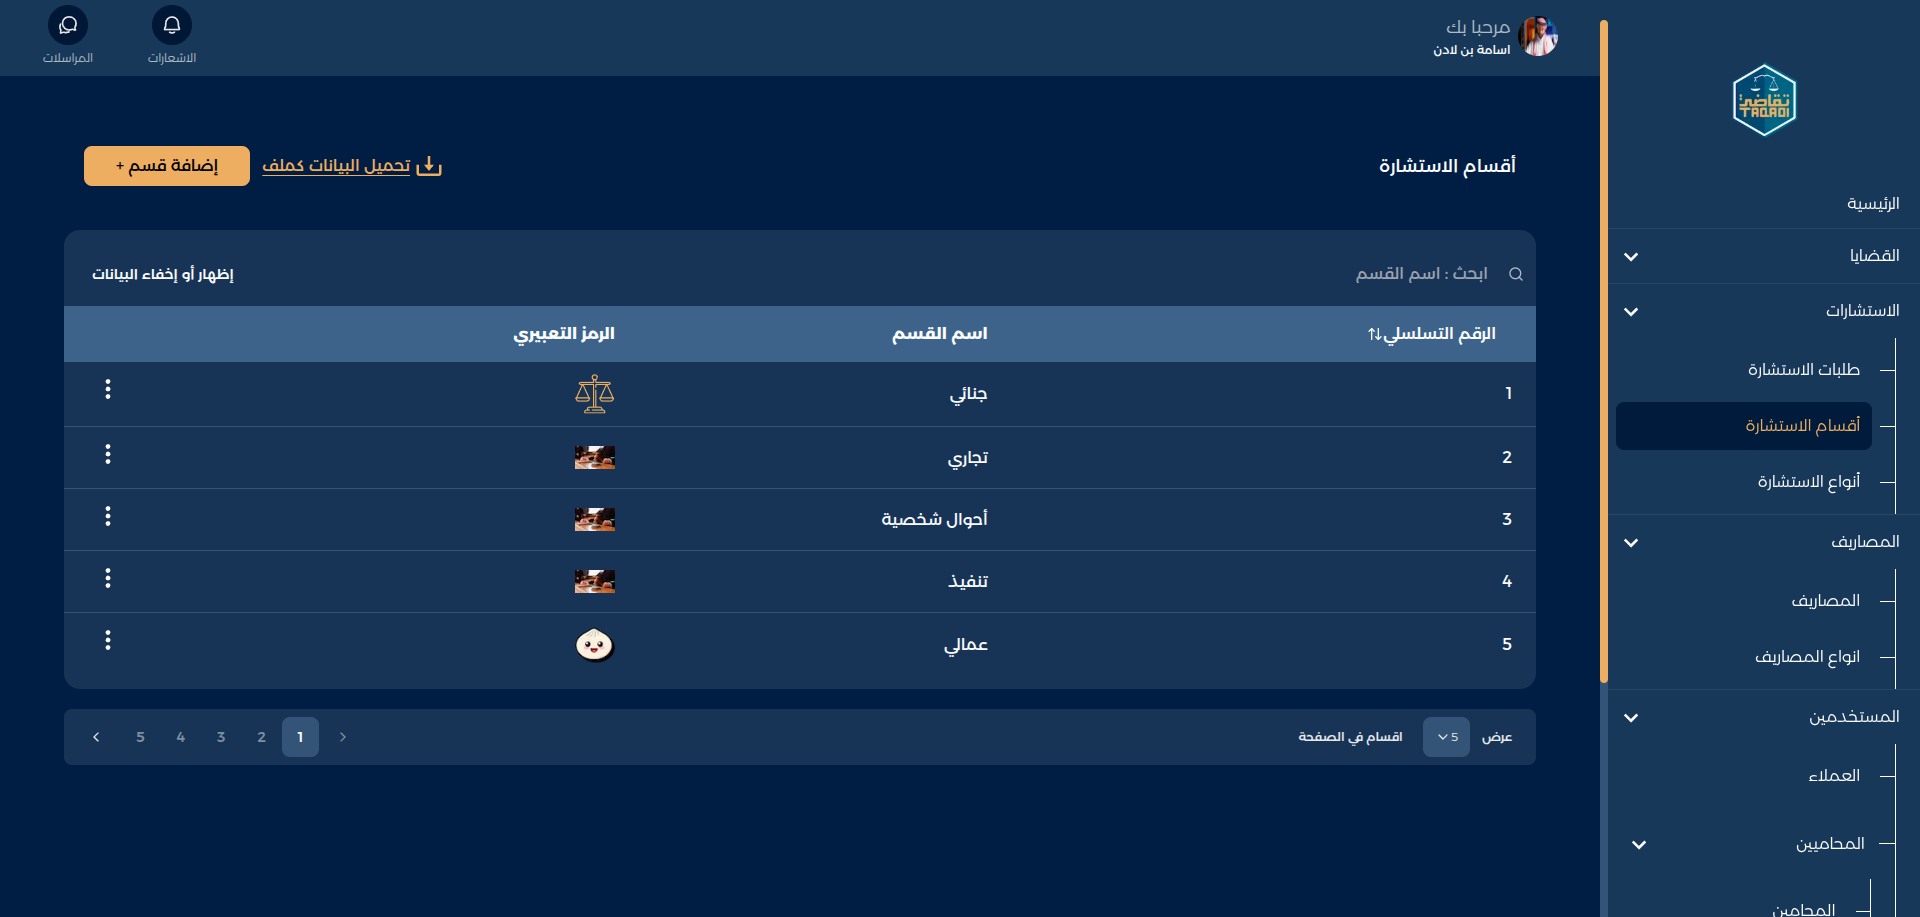 مرحبا بك
اسامة بن لادن
الاشعارات
المراسلات
تقاضي
TAQADI
الرئيسية
القضايا
الاستشارات
طلبات الاستشارة
أقسام الاستشارة
أنواع الاستشارة
المصاريف
المصاريف
انواع المصاريف
المستخدمين
العملاء
المحاميين
المحامين
أقسام الاستشارة
تحميل البيانات كملف
إضافة قسم +
ابحث : اسم القسم
إظهار أو إخفاء البيانات
الرقم التسلسلي اسم القسم الرمز التعبيري
1 جنائي
2 تجاري
3 أحوال شخصية
4 تنفيذ
5 عمالي
عرض 5 اقسام في الصفحة
1 2 3 4 5